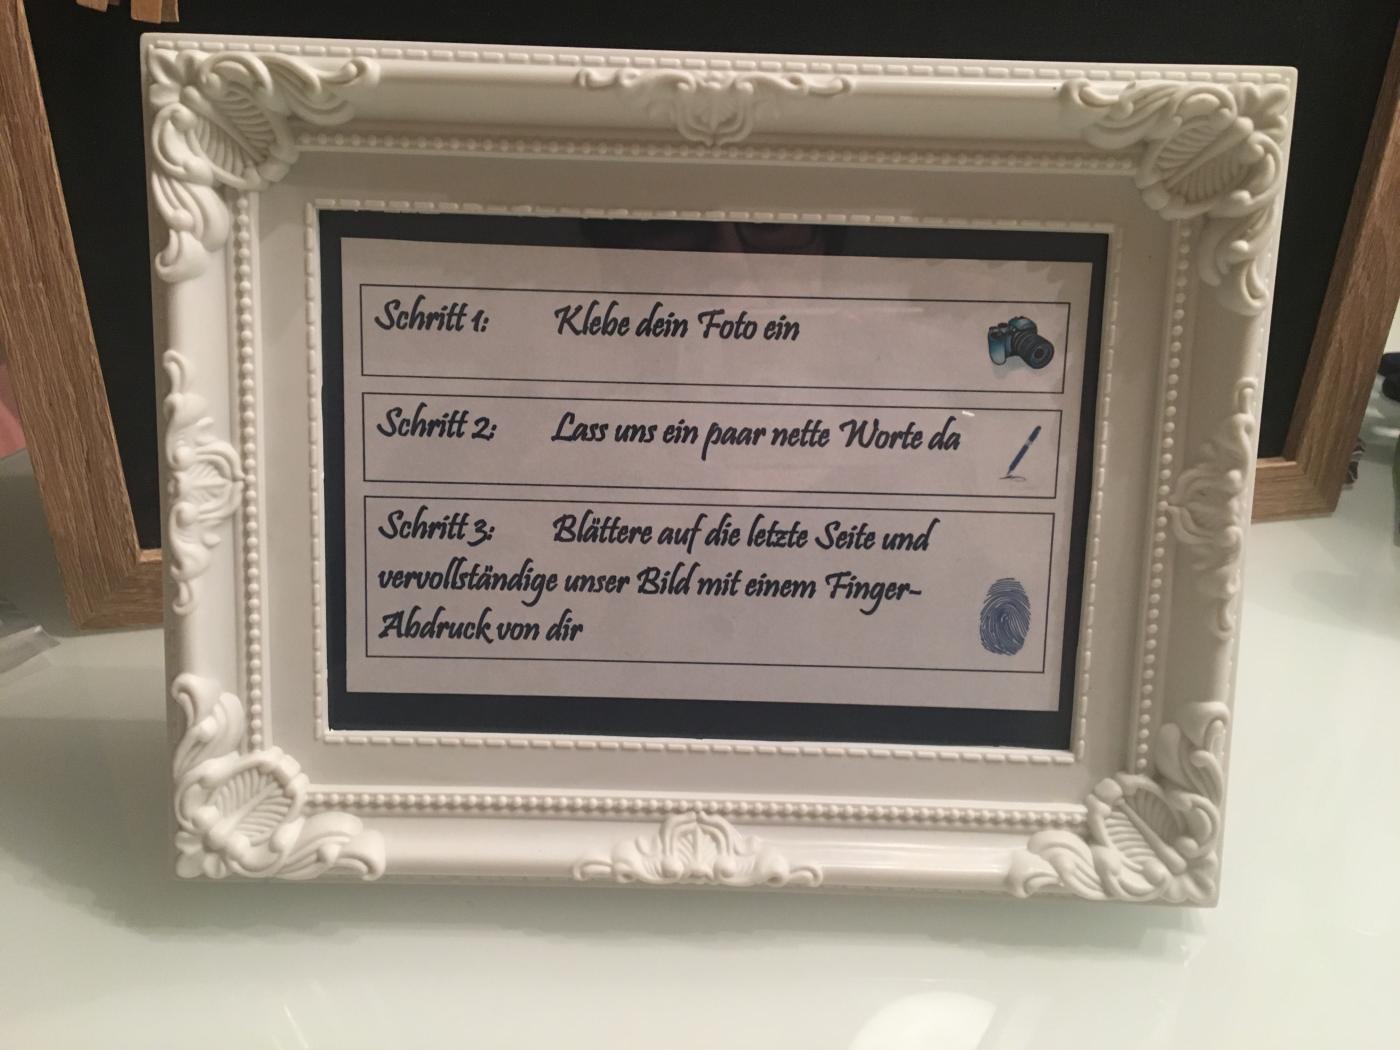 Schritt 1: Klebe dein Foto ein
Schritt 2: Lass uns ein paar nette Worte da
Schritt 3: Blättere auf die letzte Seite und
vervollständige unser Bild mit einem Finger-
Abdruck von dir